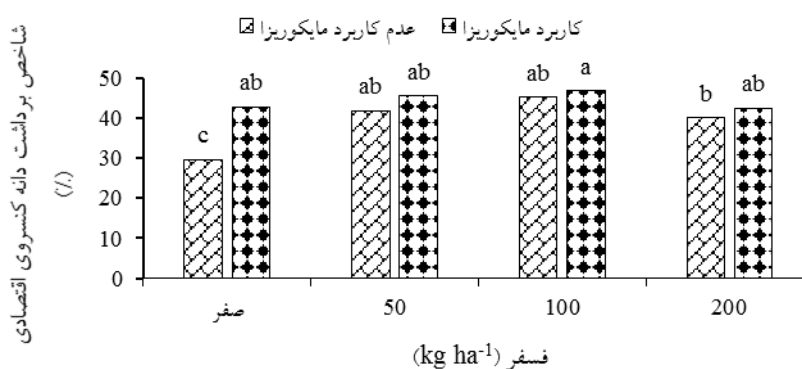 عدم کاربرد مایکوریزا
کاربرد مایکوریزا
شاخص برداشت دانه کنسروی اقتصادی
(٪)
50
40
30
20
10
0
c
ab
ab
ab
ab
a
b
ab
صفر
50
100
200
فسفر (kg ha-1)